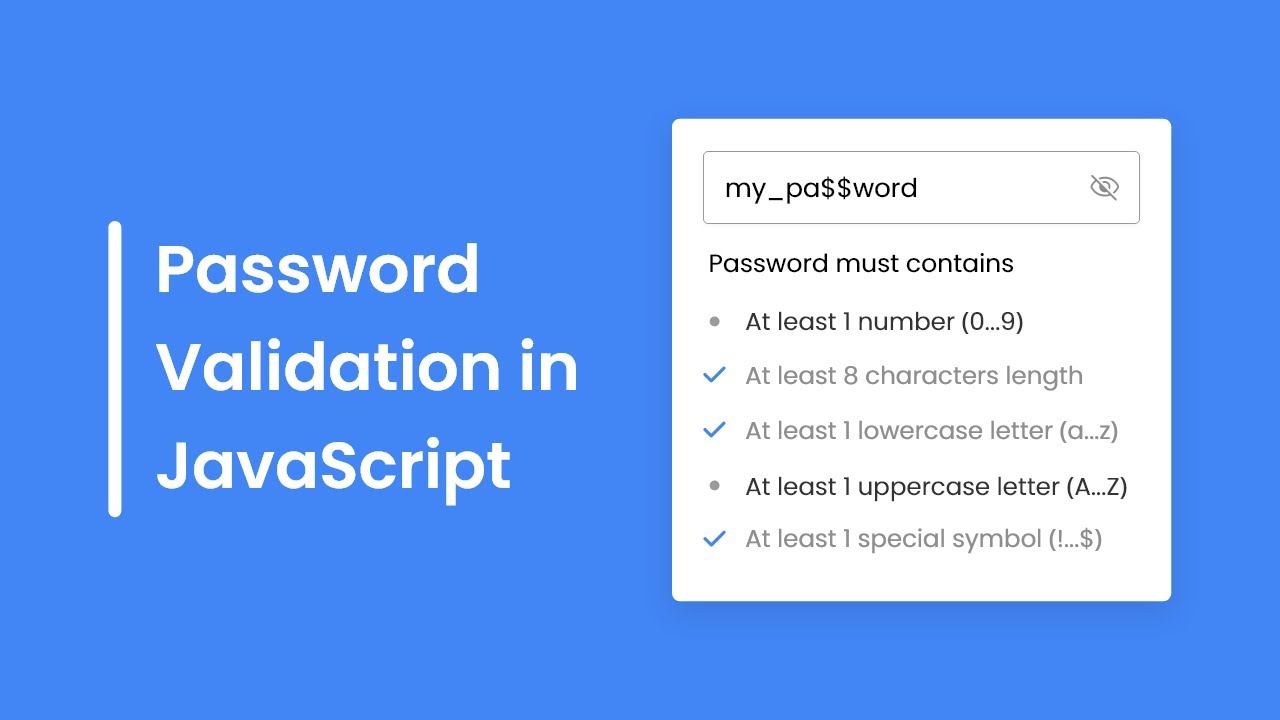 Password
Validation in
JavaScript
my_pa$$word
Password must contains
At least 1 number (0...9)
At least 8 characters length
At least 1 lowercase letter (a...z)
At least 1 uppercase letter (A...Z)
At least 1 special symbol (!...$)